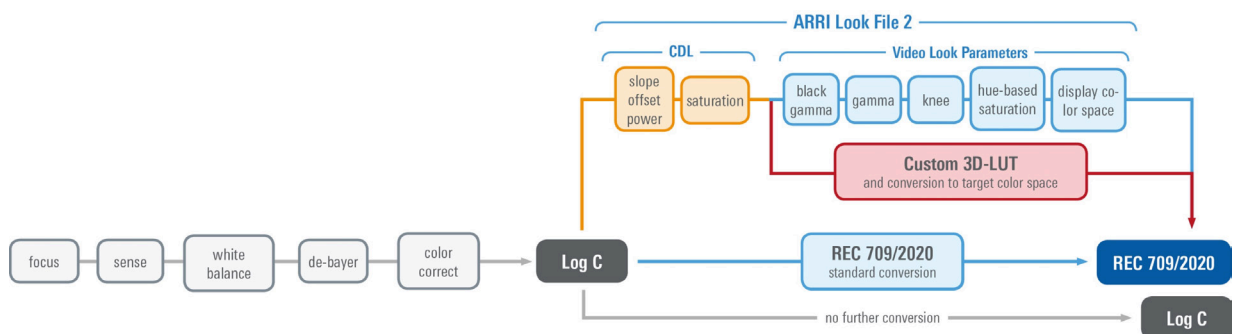 ARRI Look File 2
CDL
Video Look Parameters
slope
offset
power
saturation
black
gamma
gamma
knee
hue-based
saturation
display co-
lor space
Custom 3D-LUT
and conversion to target color space
focus
sense
white
balance
de-bayer
color
correct
Log C
REC 709/2020
standard conversion
REC 709/2020
no further conversion
Log C